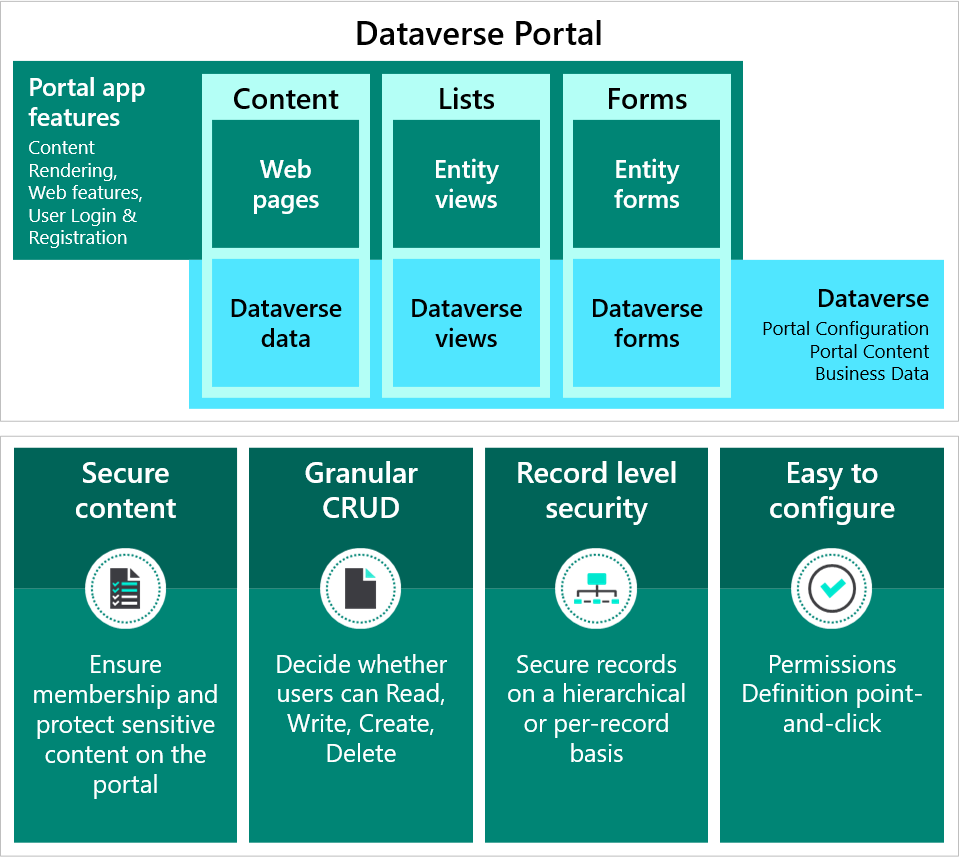 Dataverse Portal
Portal app
features
Content
Rendering,
Web features,
User Login &
Registration
Content
Web
pages
Dataverse
data
Lists
Entity
views
Dataverse
views
Forms
Entity
forms
Dataverse
forms
Dataverse
Portal Configuration
Portal Content
Business Data
Secure
content
Ensure
membership and
protect sensitive
content on the
portal
Granular
CRUD
Decide whether
users can Read,
Write, Create,
Delete
Record level
security
Secure records
on a hierarchical
or per-record
basis
Easy to
configure
Permissions
Definition point-
and-click